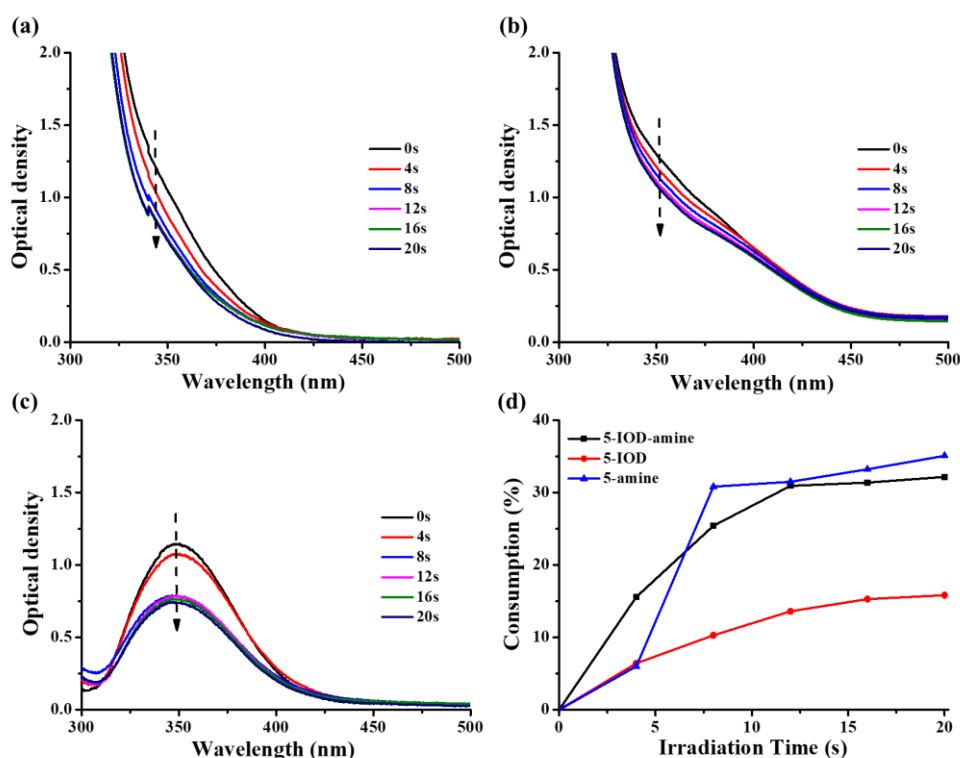 (a)
2.0
1.5
1.0
0.5
0.0
Optical density
0s
4s
8s
12s
16s
20s
300 350 400 450 500
Wavelength (nm)
(b)
2.0
1.5
1.0
0.5
0.0
Optical density
0s
4s
8s
12s
16s
20s
300 350 400 450 500
Wavelength (nm)
(c)
2.0
1.5
1.0
0.5
0.0
Optical density
0s
4s
8s
12s
16s
20s
300 350 400 450 500
Wavelength (nm)
(d)
40
30
20
10
0
Consumption (%)
5-IOD-amine
5-IOD
5-amine
0 5 10 15 20
Irradiation Time (s)